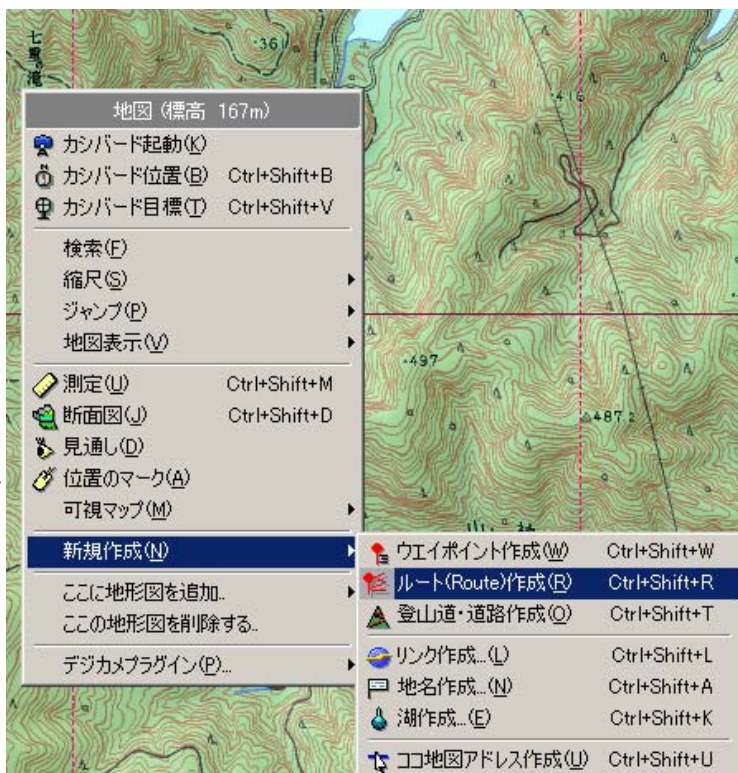 七重の滝
・361
・416
地図 (標高 167m)
カシバード起動(K)
カシバード位置(B) Ctrl+Shift+B
カシバード目標(T) Ctrl+Shift+V
検索(F)
縮尺(S)
ジャンプ(P)
地図表示(V)
・497
測定(U) Ctrl+Shift+M
断面図(J) Ctrl+Shift+D
487.2
見通し(D)
位置のマーク(A)
可視マップ(M)
新規作成(N)
ウエイポイント作成(W) Ctrl+Shift+W
ルート(Route)作成(R) Ctrl+Shift+R
登山道・道路作成(O) Ctrl+Shift+T
リンク作成...(L) Ctrl+Shift+L
地名作成...(N) Ctrl+Shift+A
湖作成...(E) Ctrl+Shift+K
ココ地図アドレス作成(U) Ctrl+Shift+U
ここに地形図を追加..
ここの地形図を削除する..
デジカメプラグイン(P)...